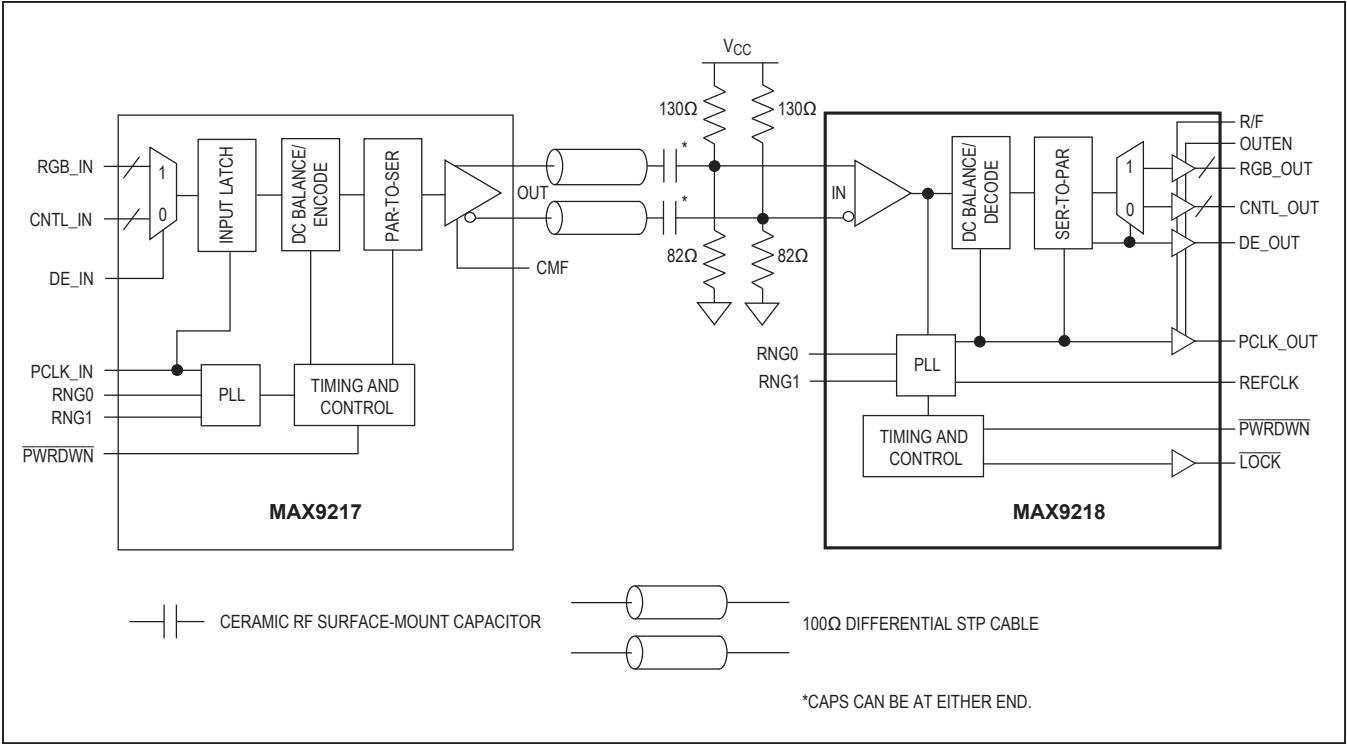 VCC
130Ω
130Ω
*
*
82Ω
82Ω
RGB_IN
CNTL_IN
DE_IN
PCLK_IN
RNG0
RNG1
PWRDWN
1
0
INPUT LATCH
DC BALANCE/
ENCODE
PAR-TO-SER
PLL
TIMING AND
CONTROL
OUT
CMF
MAX9217
IN
DC BALANCE/
DECODE
SER-TO-PAR
1
0
RNG0
RNG1
PLL
TIMING AND
CONTROL
R/F
OUTEN
RGB_OUT
CNTL_OUT
DE_OUT
PCLK_OUT
REFCLK
PWRDWN
LOCK
MAX9218
CERAMIC RF SURFACE-MOUNT CAPACITOR
100Ω DIFFERENTIAL STP CABLE
*CAPS CAN BE AT EITHER END.